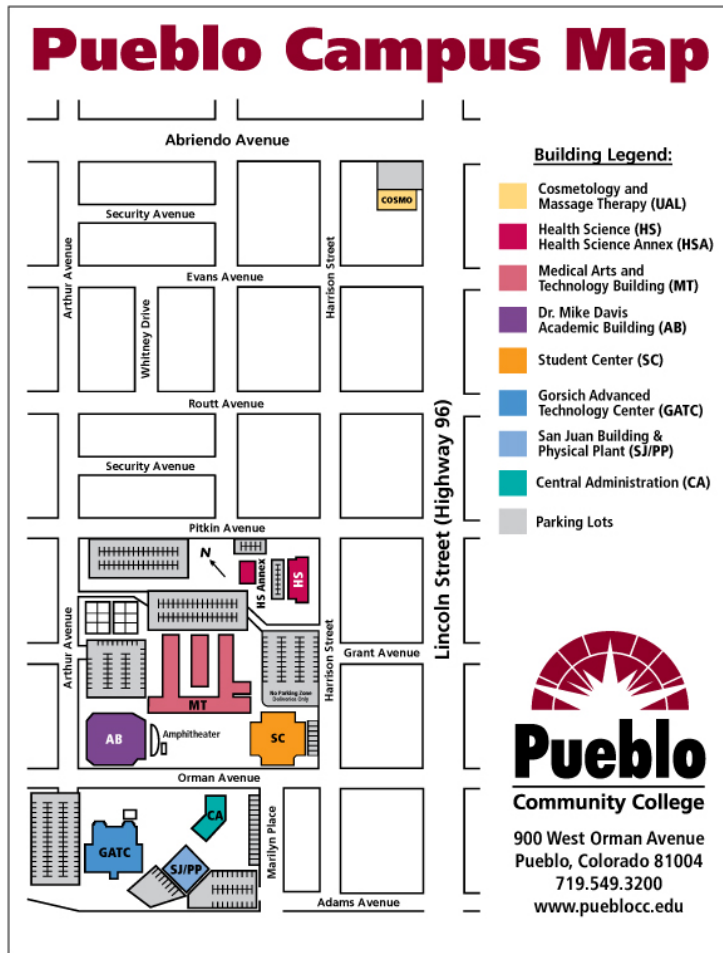 Pueblo Campus Map
Abriendo Avenue
COSMO
Security Avenue
Evans Avenue
Arthur Avenue
Harrison Street
Whitney Drive
Routt Avenue
Security Avenue
Lincoln Street (Highway 96)
Pitkin Avenue
N
HS Annex
HS
Arthur Avenue
Harrison Street
Grant Avenue
No Parking Zone
Deliveries Only
MT
AB
Amphitheater
SC
Orman Avenue
CA
Marilyn Place
GATC
SJ/PP
Adams Avenue
Building Legend:
Cosmetology and
Massage Therapy (UAL)
Health Science (HS)
Health Science Annex (HSA)
Medical Arts and
Technology Building (MT)
Dr. Mike Davis
Academic Building (AB)
Student Center (SC)
Gorsich Advanced
Technology Center (GATC)
San Juan Building &
Physical Plant (SJ/PP)
Central Administration (CA)
Parking Lots
Pueblo
Community College
900 West Orman Avenue
Pueblo, Colorado 81004
719.549.3200
www.pueblocc.edu